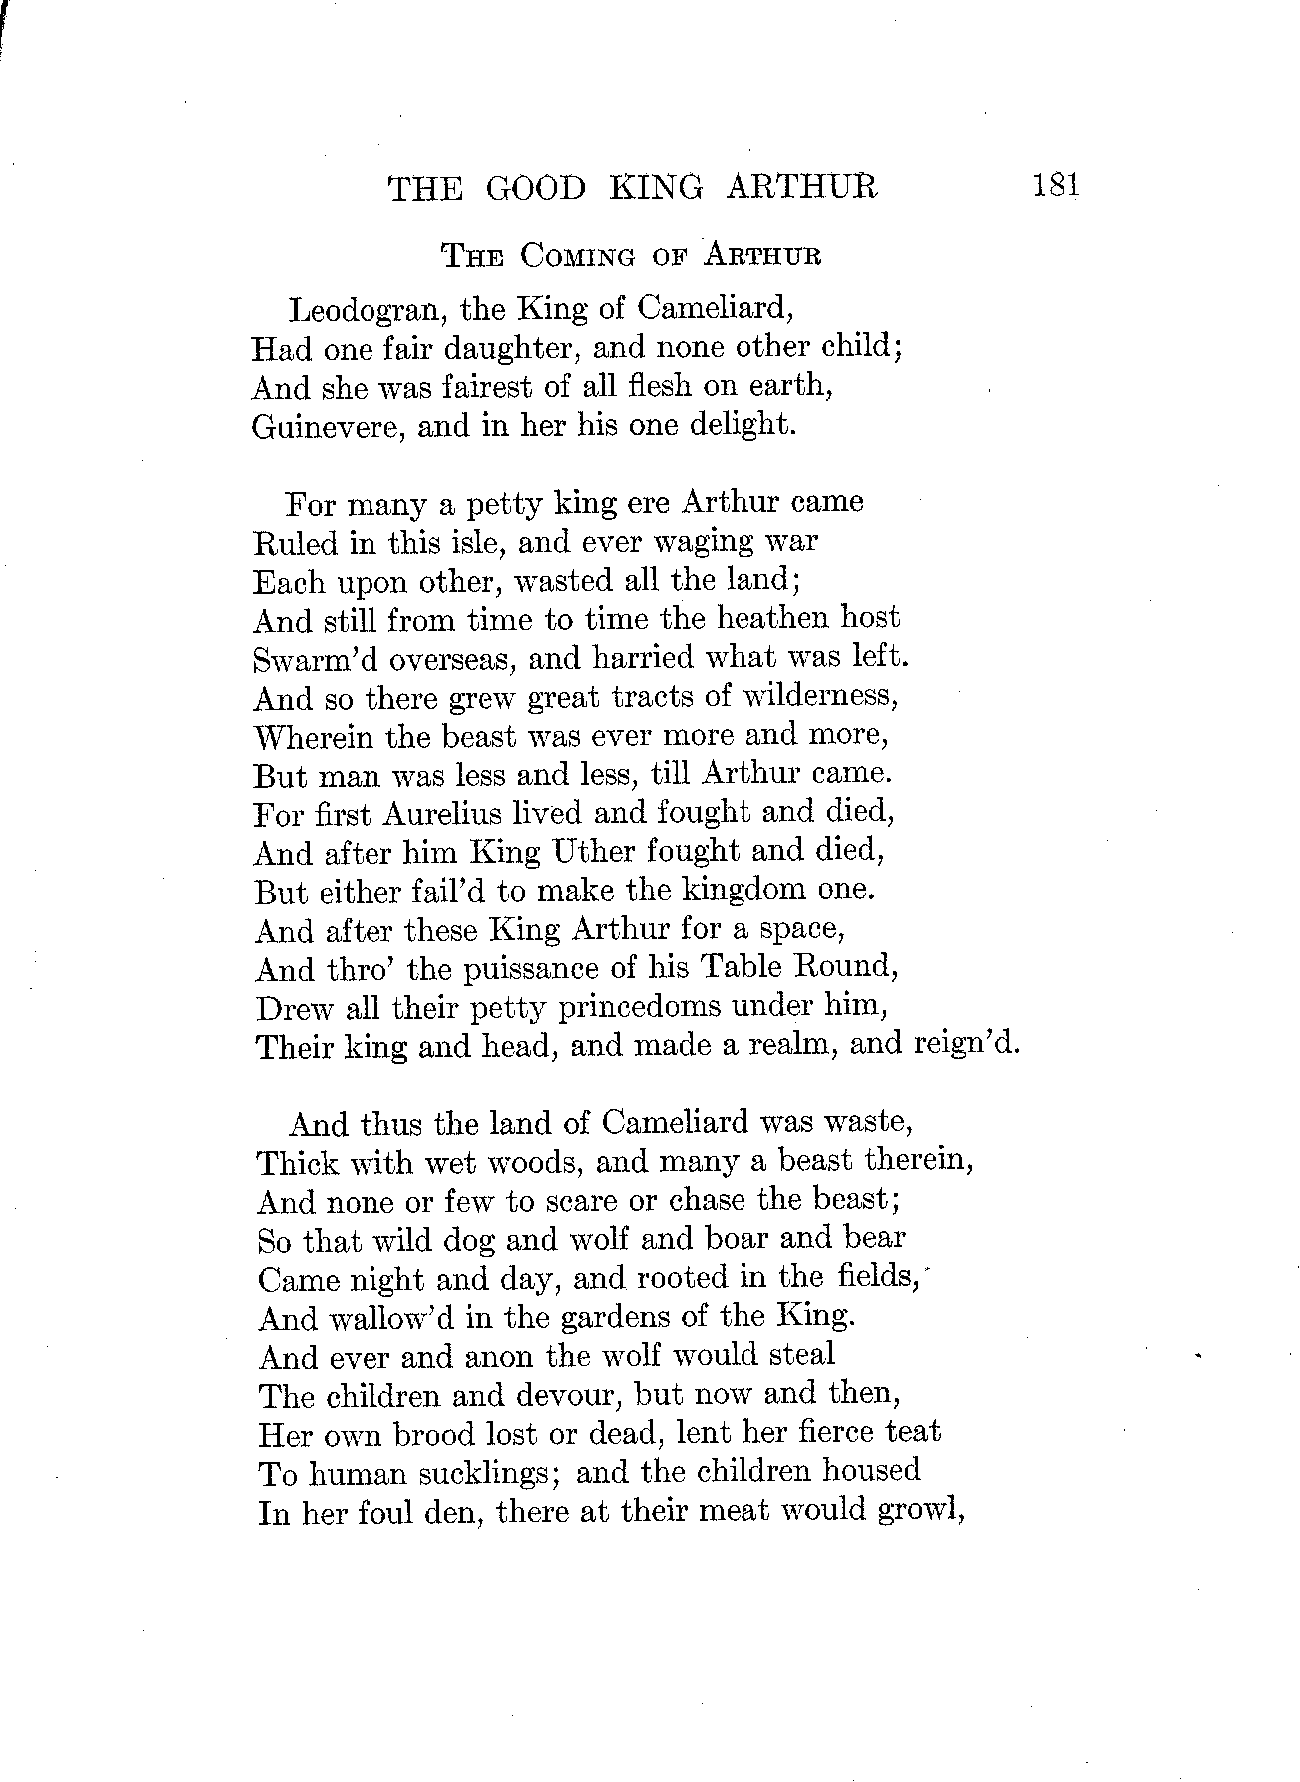 THE GOOD KING ARTHUR 181
THE COMING OF ARTHUR
Leodogran, the King of Cameliard,
Had one fair daughter, and none other child;
And she was fairest of all flesh on earth,
Guinevere, and in her his one delight.
For many a petty king ere Arthur came
Ruled in this isle, and ever waging war
Each upon other, wasted all the land;
And still from time to time the heathen host
Swarm'd overseas, and harried what was left.
And so there grew great tracts of wilderness,
Wherein the beast was ever more and more,
But man was less and less, till Arthur came.
For first Aurelius lived and fought and died,
And after him King Uther fought and died,
But either fail'd to make the kingdom one.
And after these King Arthur for a space,
And thro' the puissance of his Table Round,
Drew all their petty princedoms under him,
Their king and head, and made a realm, and reign'd.
And thus the land of Cameliard was waste,
Thick with wet woods, and many a beast therein,
And none or few to scare or chase the beast;
So that wild dog and wolf and boar and bear
Came night and day, and rooted in the fields,
And wallow'd in the gardens of the King.
And ever and anon the wolf would steal
The children and devour, but now and then,
Her own brood lost or dead, lent her fierce teat
To human sucklings; and the children housed
In her foul den, there at their meat would growl,